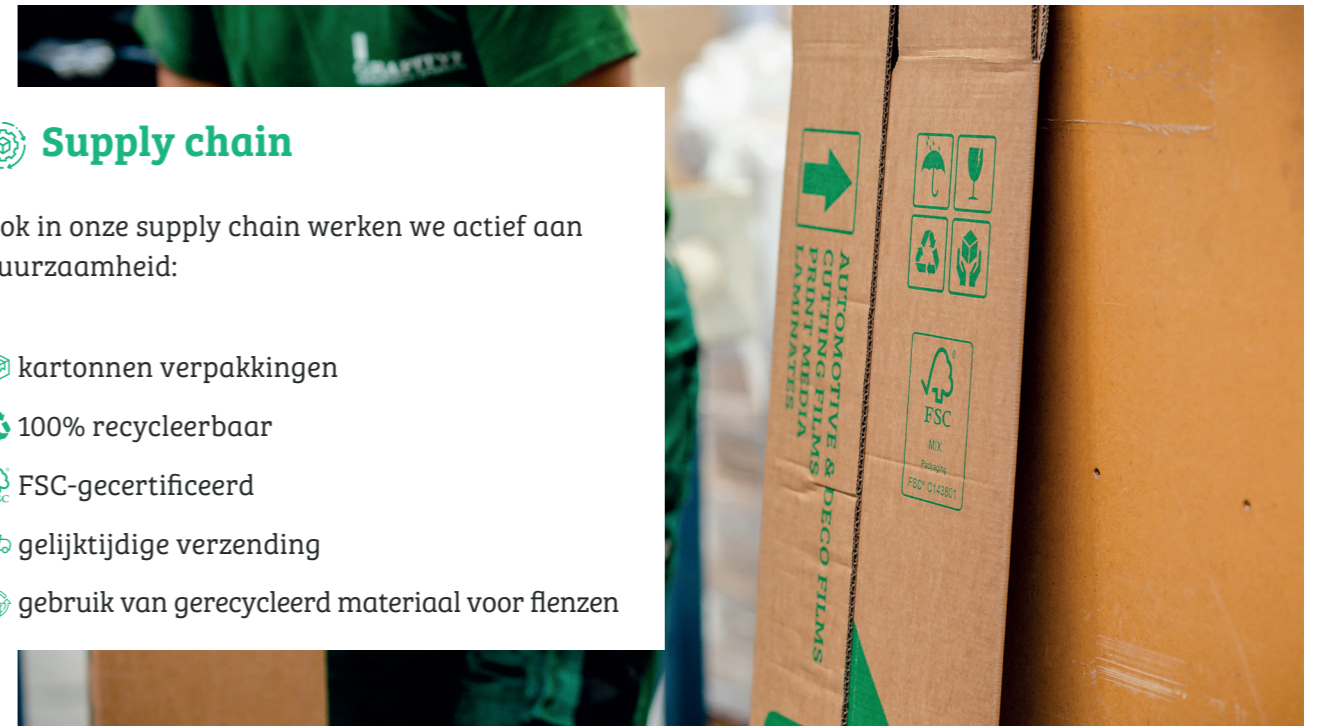 Supply chain
ok in onze supply chain werken we actief aan
uurzaamheid:
kartonnen verpakkingen
100% recycleerbaar
FSC-gecertificeerd
gelijktijdige verzending
gebruik van gerecycleerd materiaal voor flenzen
AUTOMOTIVE & DECO FILMS
CUTTING FILMS
PRINT MEDIA
LAMINATES
FSC
MIX
Packaging
FSC® C143801